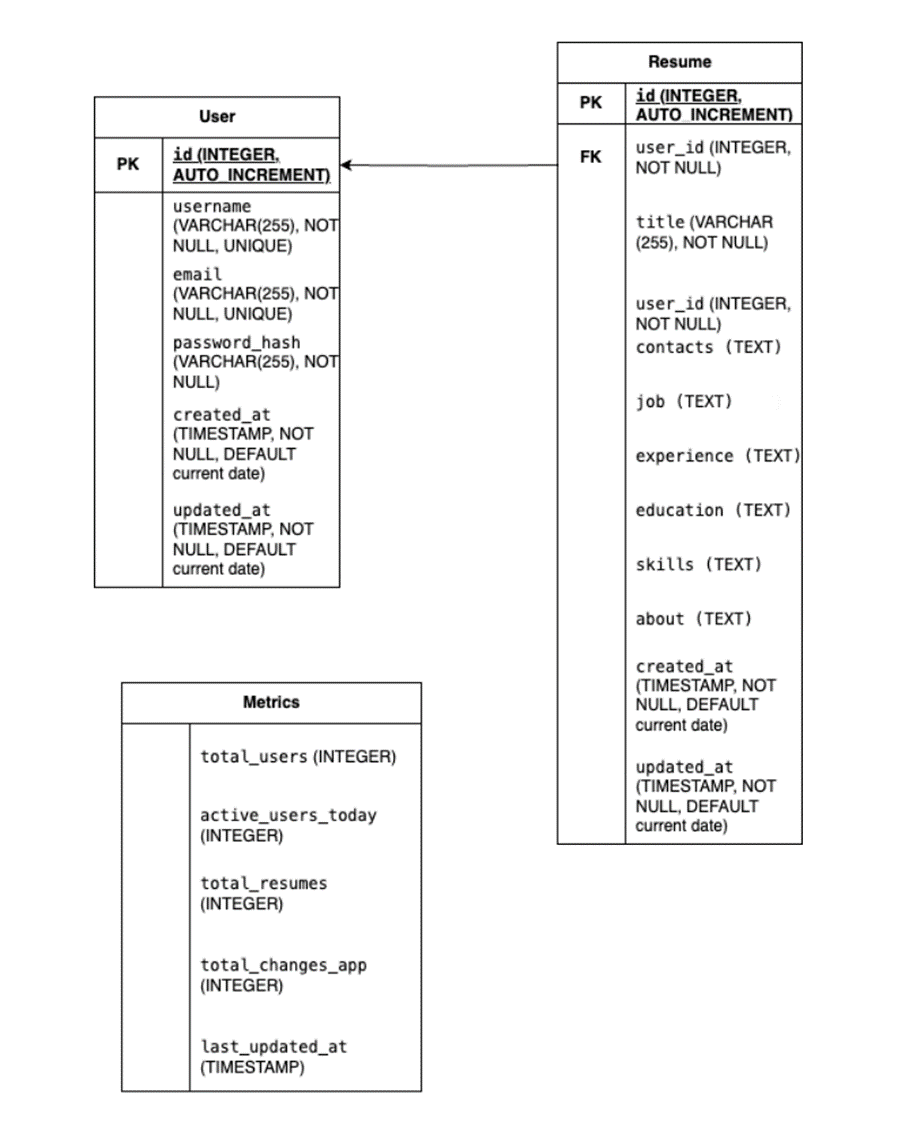 User
PK
id (INTEGER,
AUTO_INCREMENT)
username
(VARCHAR(255), NOT
NULL, UNIQUE)
email
(VARCHAR(255), NOT
NULL, UNIQUE)
password_hash
(VARCHAR(255), NOT
NULL)
created_at
(TIMESTAMP, NOT
NULL, DEFAULT
current date)
updated_at
(TIMESTAMP, NOT
NULL, DEFAULT
current date)
Resume
PK
id (INTEGER,
AUTO_INCREMENT)
FK
user_id (INTEGER,
NOT NULL)
title (VARCHAR
(255), NOT NULL)
user_id (INTEGER,
NOT NULL)
contacts (TEXT)
job (TEXT)
experience (TEXT)
education (TEXT)
skills (TEXT)
about (TEXT)
created_at
(TIMESTAMP, NOT
NULL, DEFAULT
current date)
updated_at
(TIMESTAMP, NOT
NULL, DEFAULT
current date)
Metrics
total_users (INTEGER)
active_users_today
(INTEGER)
total_resumes
(INTEGER)
total_changes_app
(INTEGER)
last_updated_at
(TIMESTAMP)